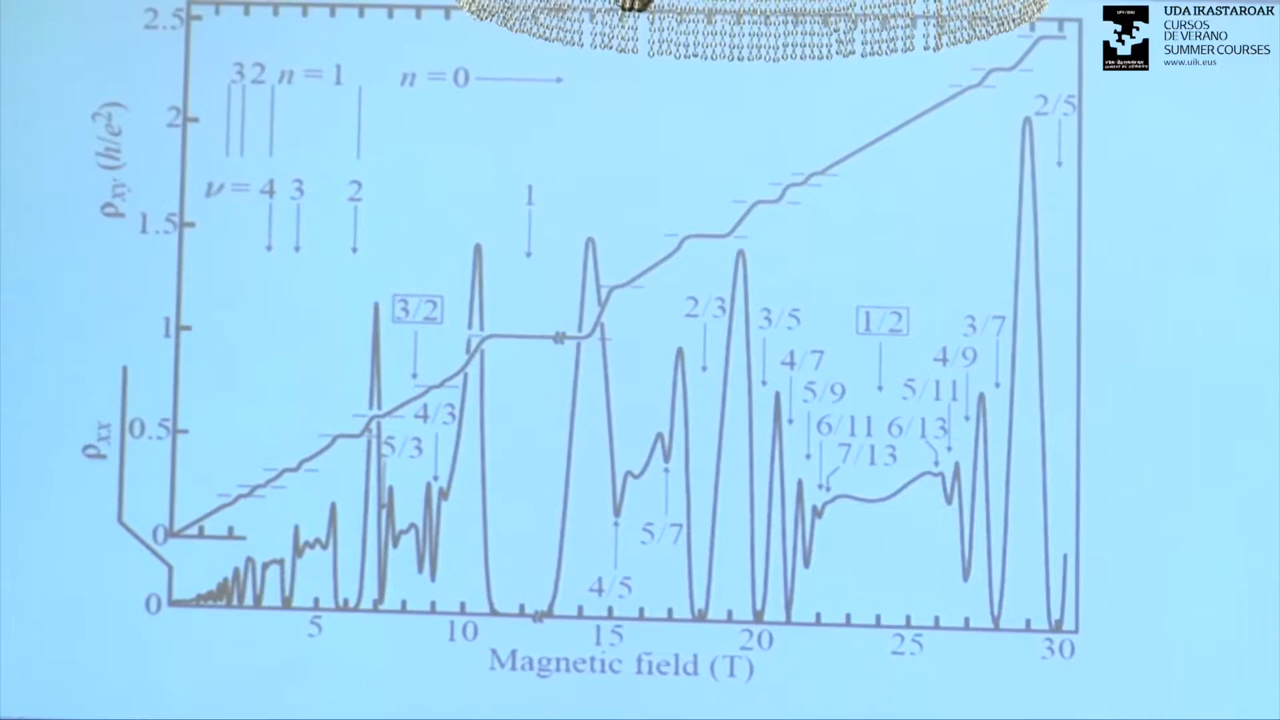 UDA IKASTAROAK
CURSOS
DE VERANO
SUMMER COURSES
www.uik.eus
2.5
2
1.5
1
0.5
0
0
ρxy (h/e²)
ρxx
3 2 n = 1 n = 0
ν = 4 3 2 1
2/5
3/2
2/3
3/5
1/2
3/7
4/7
4/9
5/9
5/11
4/3
6/11 6/13
5/3
7/13
5/7
4/5
5 10 15 20 25 30
Magnetic field (T)